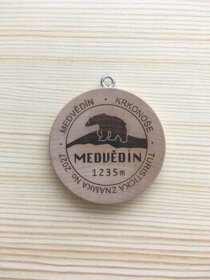 MEDVĚDÍN • KRKONOŠE
MEDVĚDÍN
1235m
TURISTICKÁ ZNÁMKA No. 2027